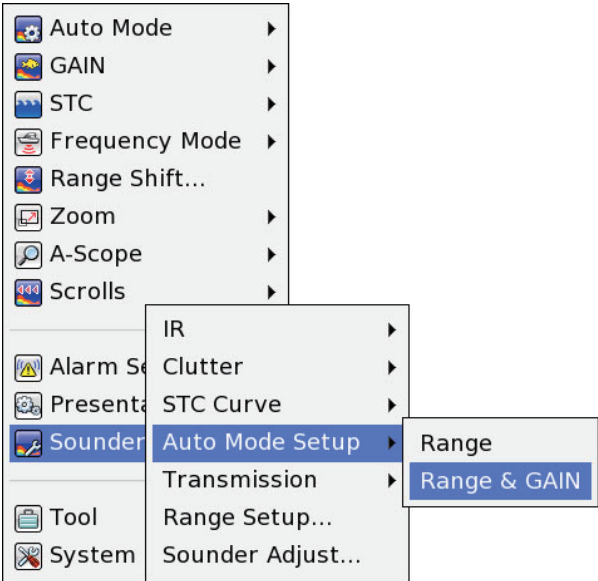 Auto Mode
GAIN
STC
Frequency Mode
Range Shift...
Zoom
A-Scope
Scrolls
Alarm Se
Presenta
Sounder
Tool
System
IR
Clutter
STC Curve
Auto Mode Setup
Transmission
Range Setup...
Sounder Adjust...
Range
Range & GAIN